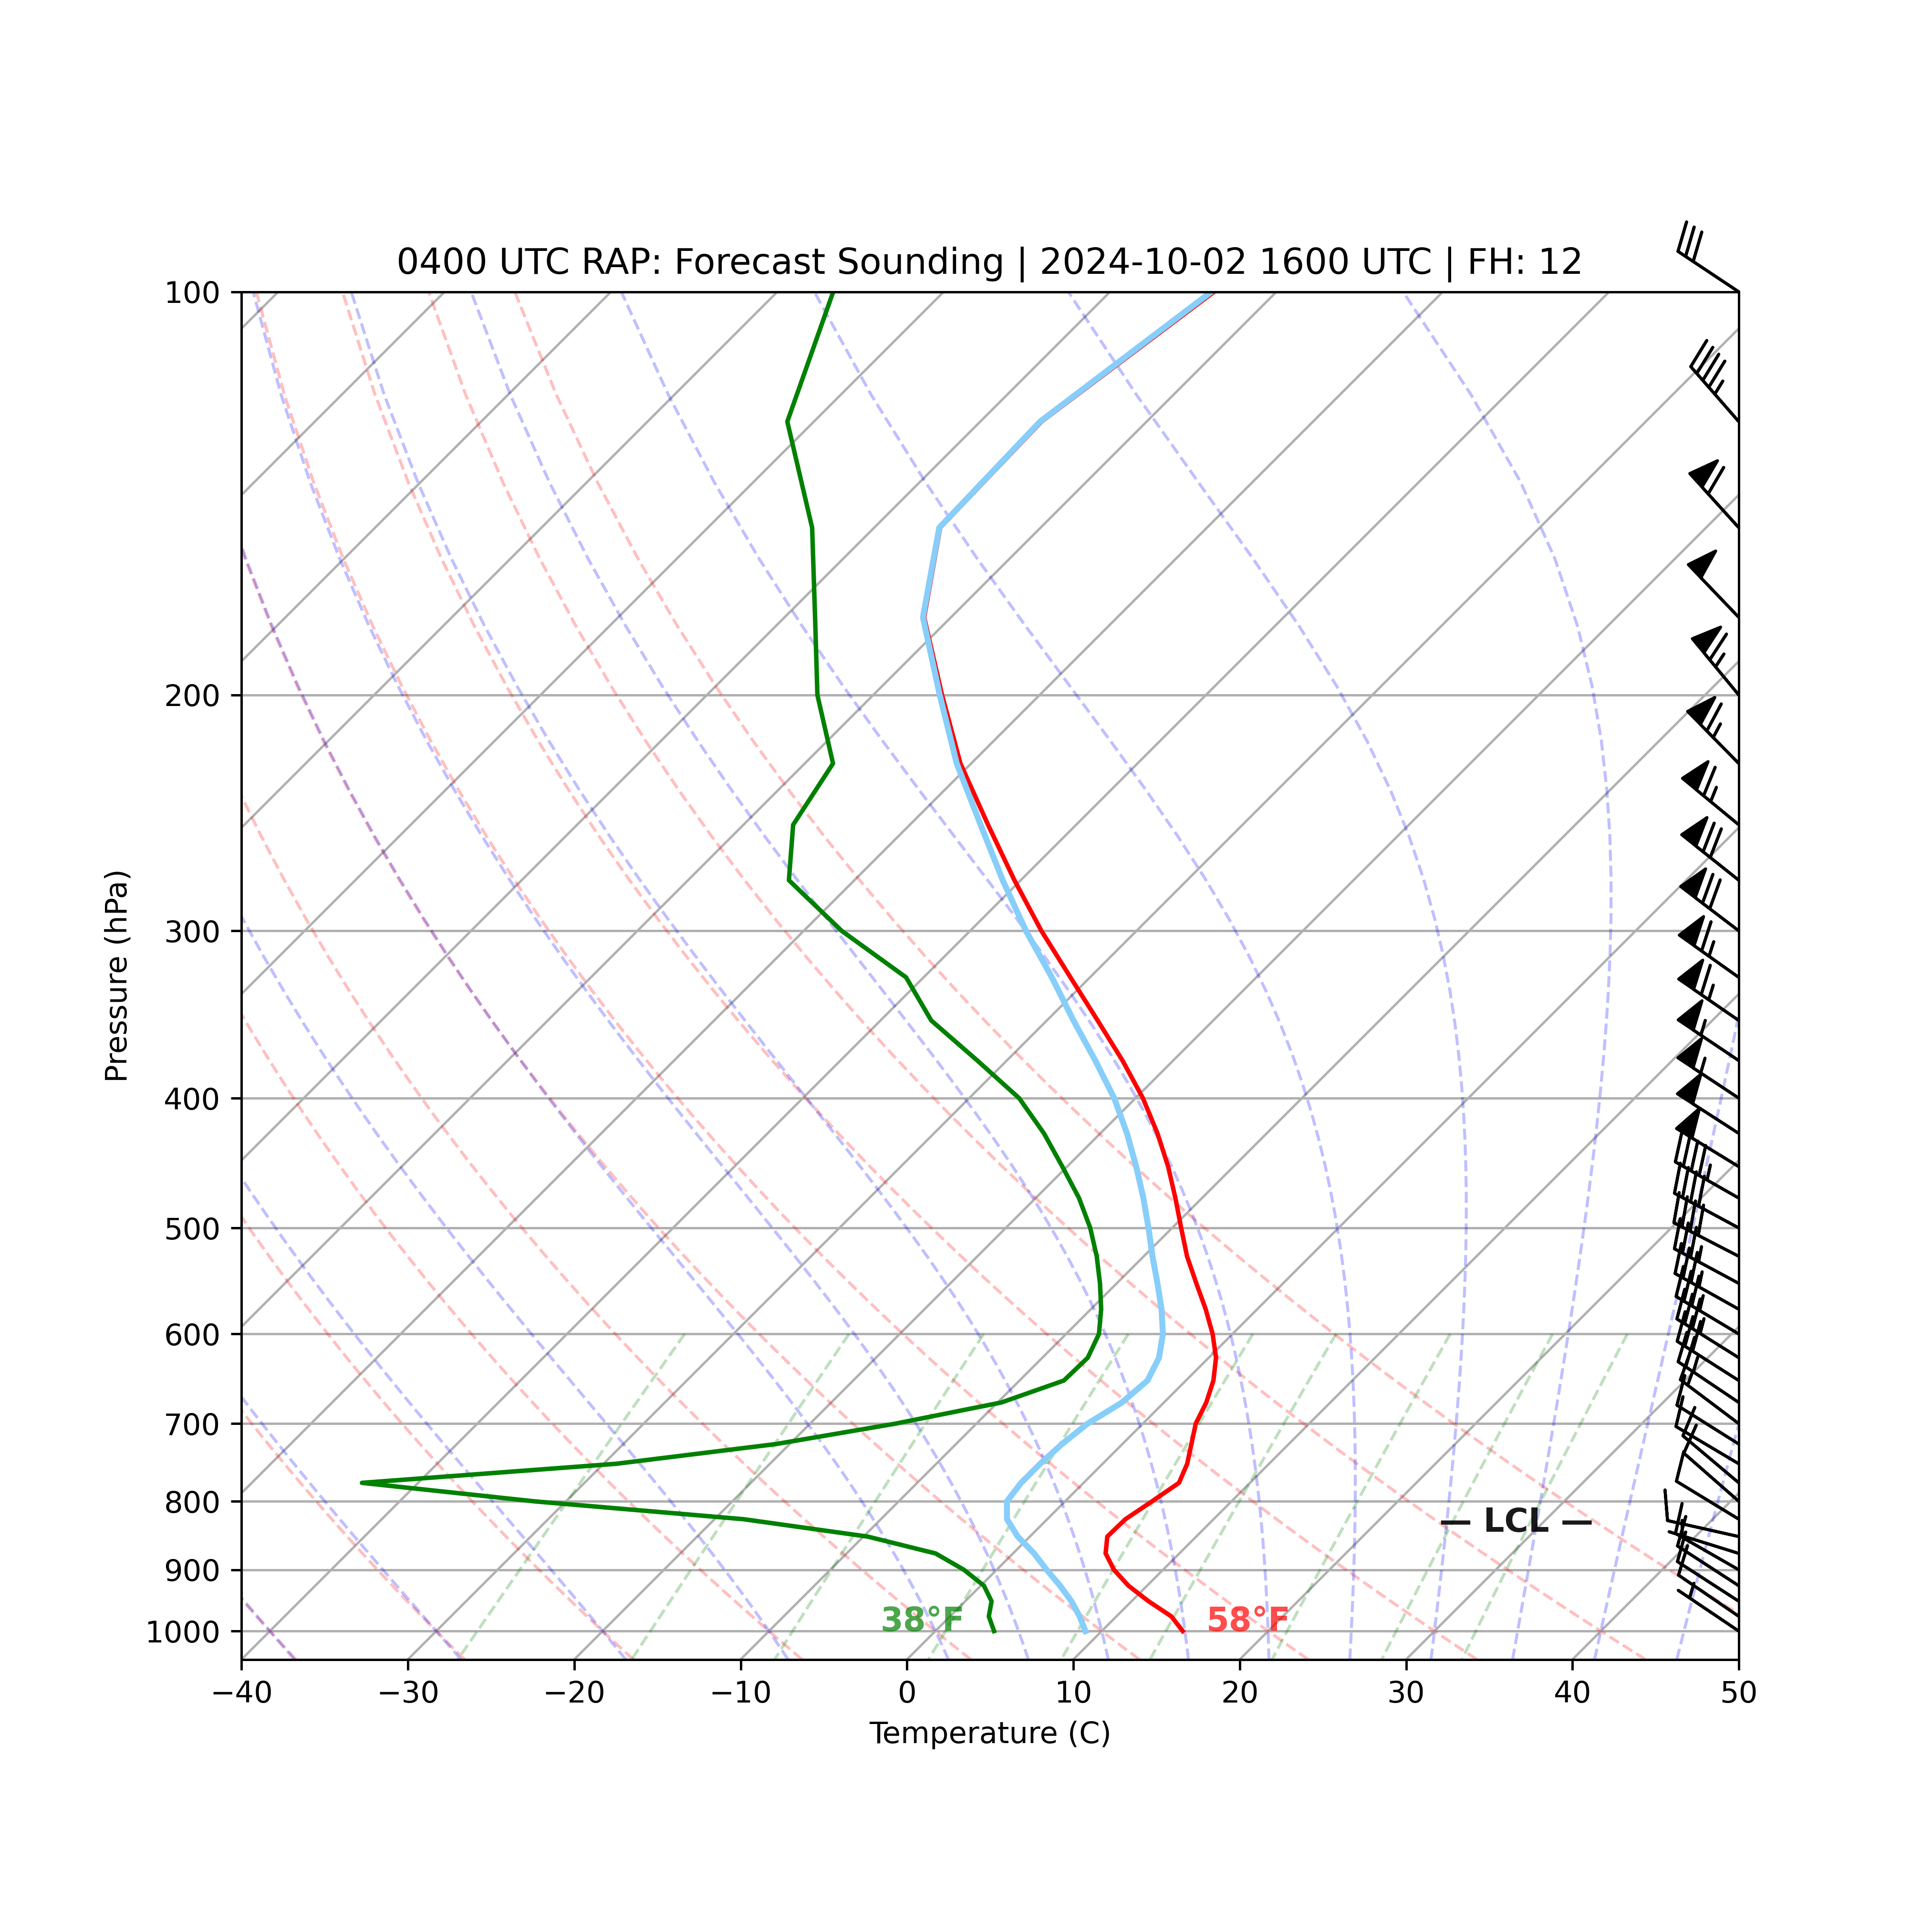 0400 UTC RAP: Forecast Sounding | 2024-10-02 1600 UTC | FH: 12
100
200
300
400
500
600
700
800
900
1000
Pressure (hPa)
— LCL —
38°F
58°F
−40 −30 −20 −10 0 10 20 30 40 50
Temperature (C)